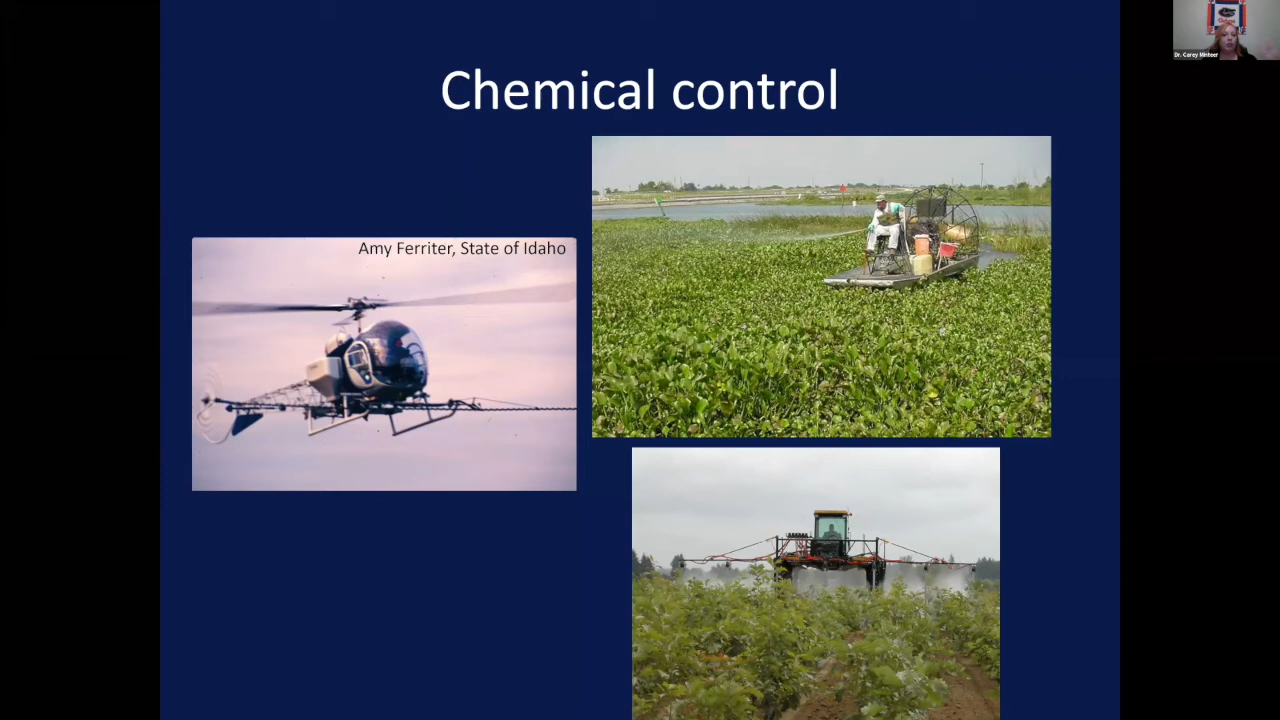 Chemical control
Amy Ferriter, State of Idaho
Dr. Carey Minteer